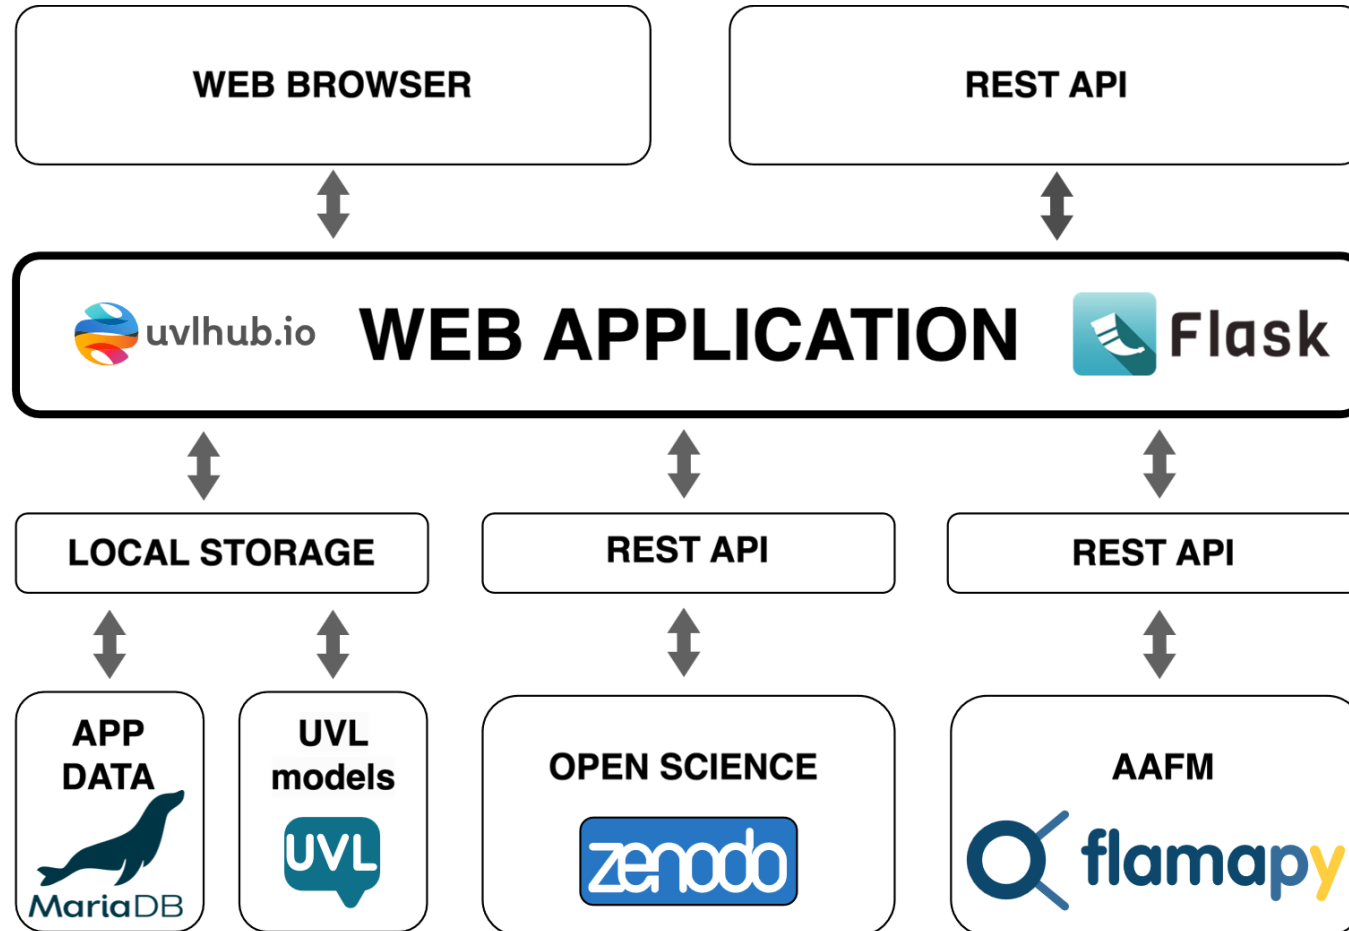 WEB BROWSER
REST API
uvlhub.io
WEB APPLICATION
Flask
LOCAL STORAGE
REST API
REST API
APP
DATA
MariaDB
UVL
models
UVL
OPEN SCIENCE
zenodo
AAFM
flamapy